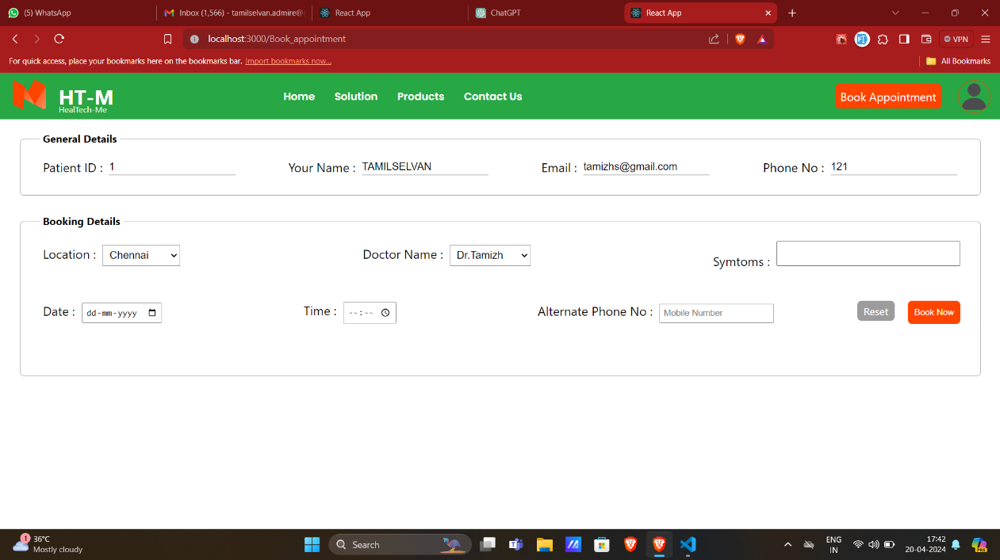 (5) WhatsApp
Inbox (1,566) - tamilselvan.admire@
React App
ChatGPT
React App
localhost:3000/Book_appointment
VPN
For quick access, place your bookmarks here on the bookmarks bar. Import bookmarks now...
All Bookmarks
HT-M
HealTech-Me
Home
Solution
Products
Contact Us
Book Appointment
General Details
Patient ID : 1
Your Name : TAMILSELVAN
Email : tamizhs@gmail.com
Phone No : 121
Booking Details
Location : Chennai
Doctor Name : Dr.Tamizh
Symtoms :
Date : dd-mm-yyyy
Time : --:--
Alternate Phone No : Mobile Number
Reset
Book Now
1
36°C
Mostly cloudy
Search
ENG
IN
17:42
20-04-2024
PRE